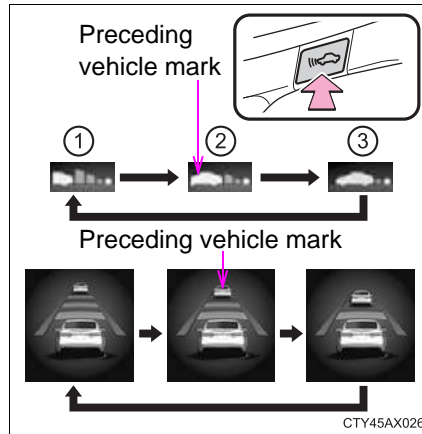 Preceding
vehicle mark
1 2 3
Preceding vehicle mark
CTY45AX026